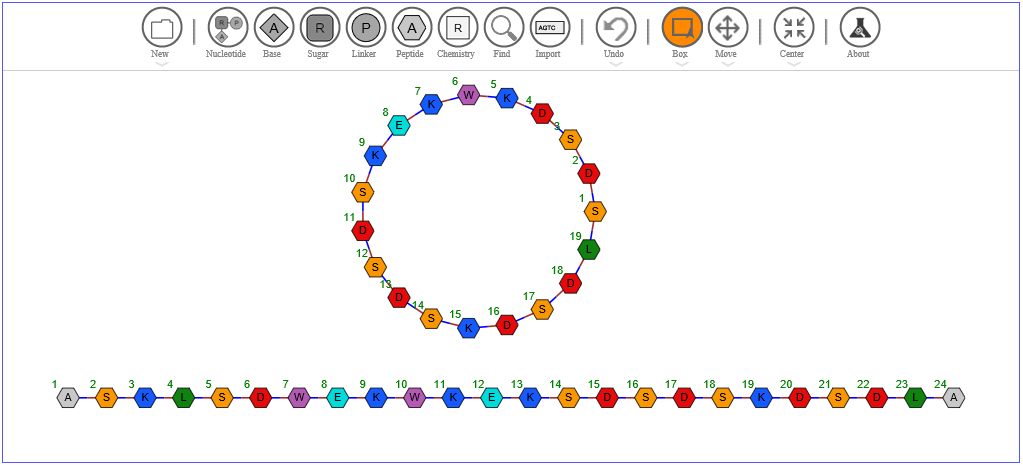 R P A A R P A R AGTC A
New Nucleotide Base Sugar Linker Peptide Chemistry Find Import Undo Box Move Center About
6 5
7 W K 4
K D 3
8 E S
9 K 2 D
10 S 1 S
11 D 19 L
12 S 18 D
13 D 17 S
14 S 15 K 16 D
1 2 3 4 5 6 7 8 9 10 11 12 13 14 15 16 17 18 19 20 21 22 23 24
A S K L S D W E K W K E K S D S D S K D S D L A